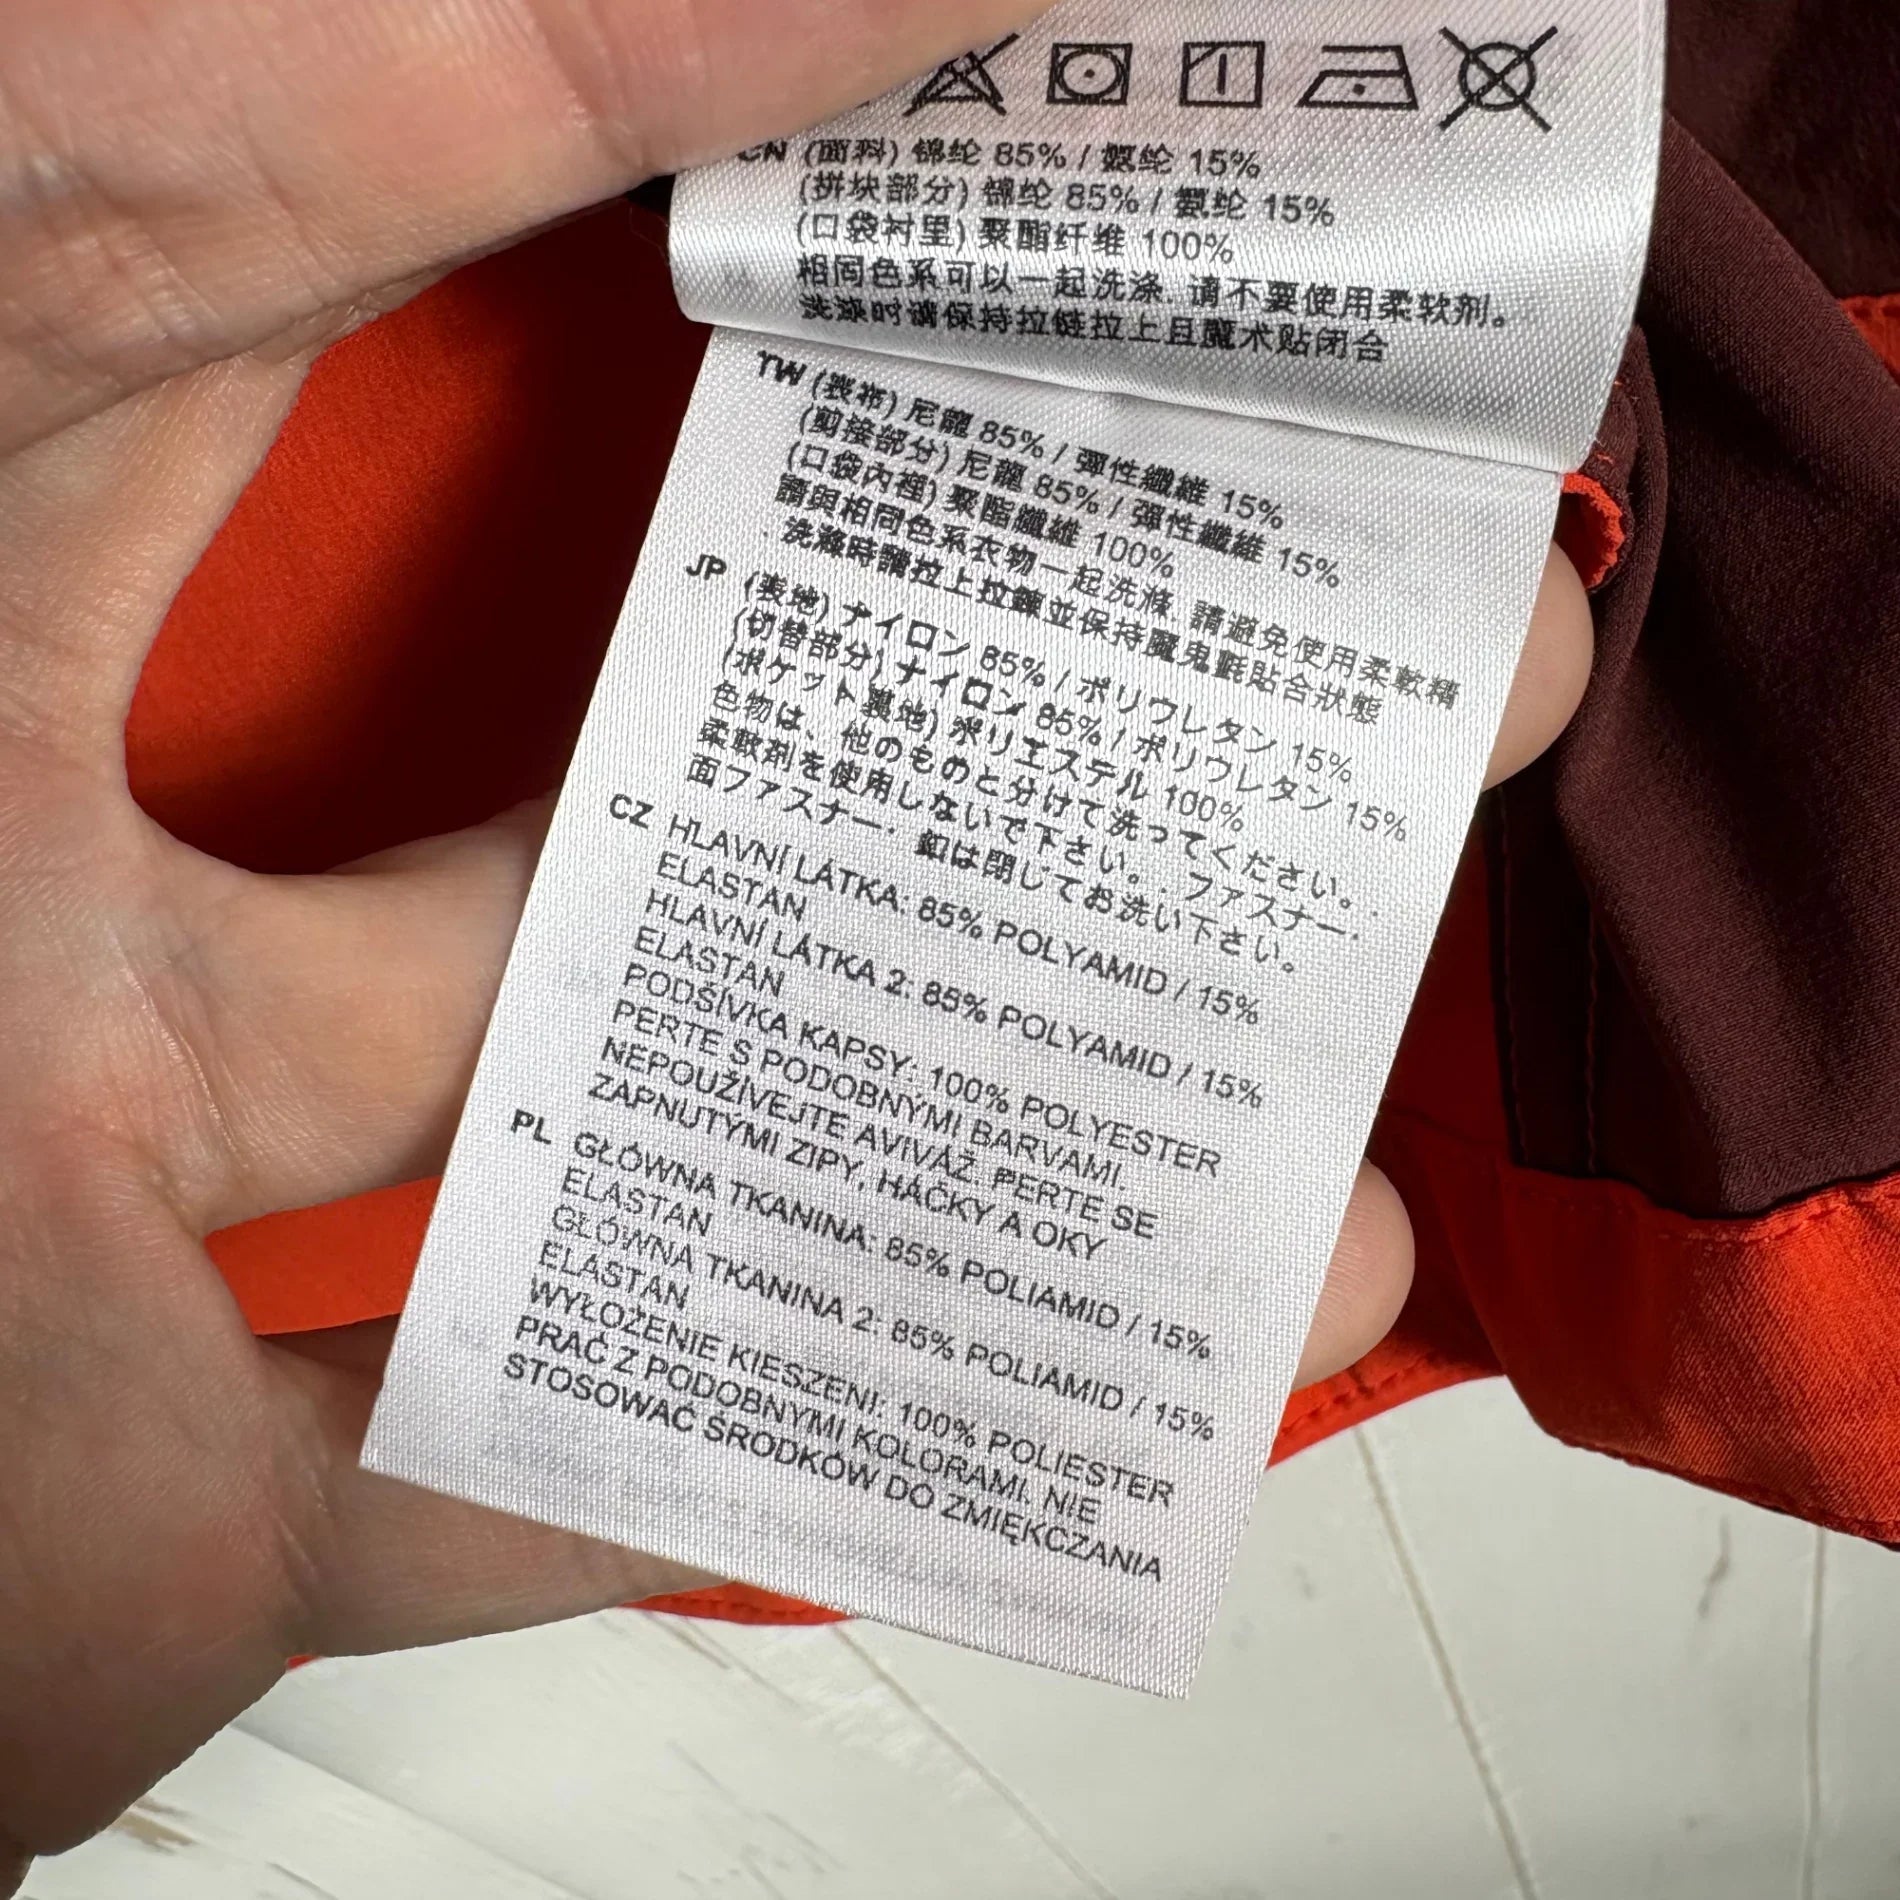 CN (面料) 锦纶 85% / 氨纶 15%
(拼块部分) 锦纶 85% / 氨纶 15%
(口袋衬里) 聚酯纤维 100%
相同色系可以一起洗涤. 请不要使用柔软剂。
洗涤时请保持拉链拉上且魔术贴闭合
TW (表布) 尼龍 85% / 彈性纖維 15%
(剪接部分) 尼龍 85% / 彈性纖維 15%
(口袋內裡) 聚酯纖維 100%
請與相同色系衣物一起洗滌. 請避免使用柔軟精
. 洗滌時請拉上拉鍊並保持魔鬼氈貼合狀態
JP (表地) ナイロン 85% / ポリウレタン 15%
(切替部分) ナイロン 85% / ポリウレタン 15%
(ポケット裏地) ポリエステル 100%
色物は、他のものと分けて洗ってください。.
柔軟剤を使用しないで下さい。. ファスナー.
面ファスナー. 釦は閉じてお洗い下さい。
CZ HLAVNÍ LÁTKA: 85% POLYAMID / 15%
ELASTAN
HLAVNÍ LÁTKA 2: 85% POLYAMID / 15%
ELASTAN
PODŠÍVKA KAPSY: 100% POLYESTER
PERTE S PODOBNÝMI BARVAMI.
NEPOUŽÍVEJTE AVIVÁŽ. PERTE SE
ZAPNUTÝMI ZIPY, HÁČKY A OKY
PL GŁÓWNA TKANINA: 85% POLIAMID / 15%
ELASTAN
GŁÓWNA TKANINA 2: 85% POLIAMID / 15%
ELASTAN
WYŁOŻENIE KIESZENI: 100% POLIESTER
PRAĆ Z PODOBNYMI KOLORAMI. NIE
STOSOWAĆ ŚRODKÓW DO ZMIĘKCZANIA